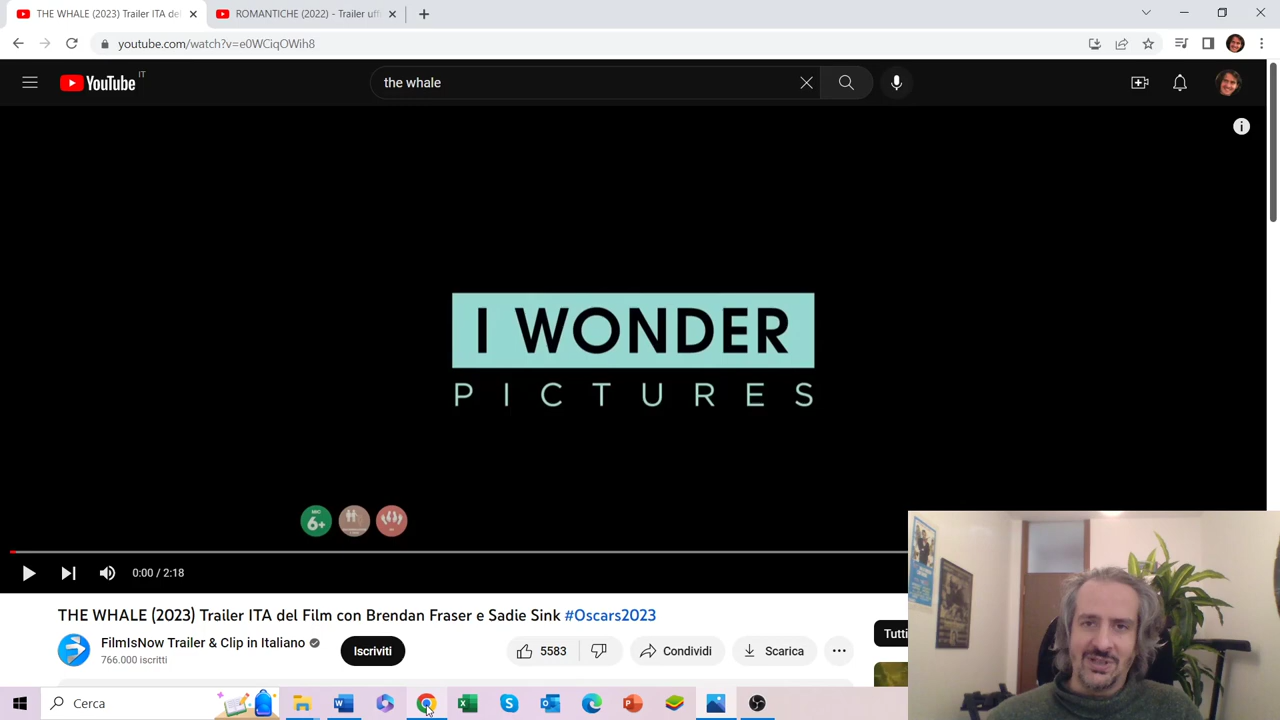 THE WHALE (2023) Trailer ITA del
ROMANTICHE (2022) - Trailer uff
youtube.com/watch?v=e0WCiqOWih8
YouTube IT
the whale
I WONDER
PICTURES
MIC
6+
0:00 / 2:18
THE WHALE (2023) Trailer ITA del Film con Brendan Fraser e Sadie Sink #Oscars2023
FilmIsNow Trailer & Clip in Italiano
766.000 iscritti
Iscriviti
5583
Condividi
Scarica
Tutti
Cerca